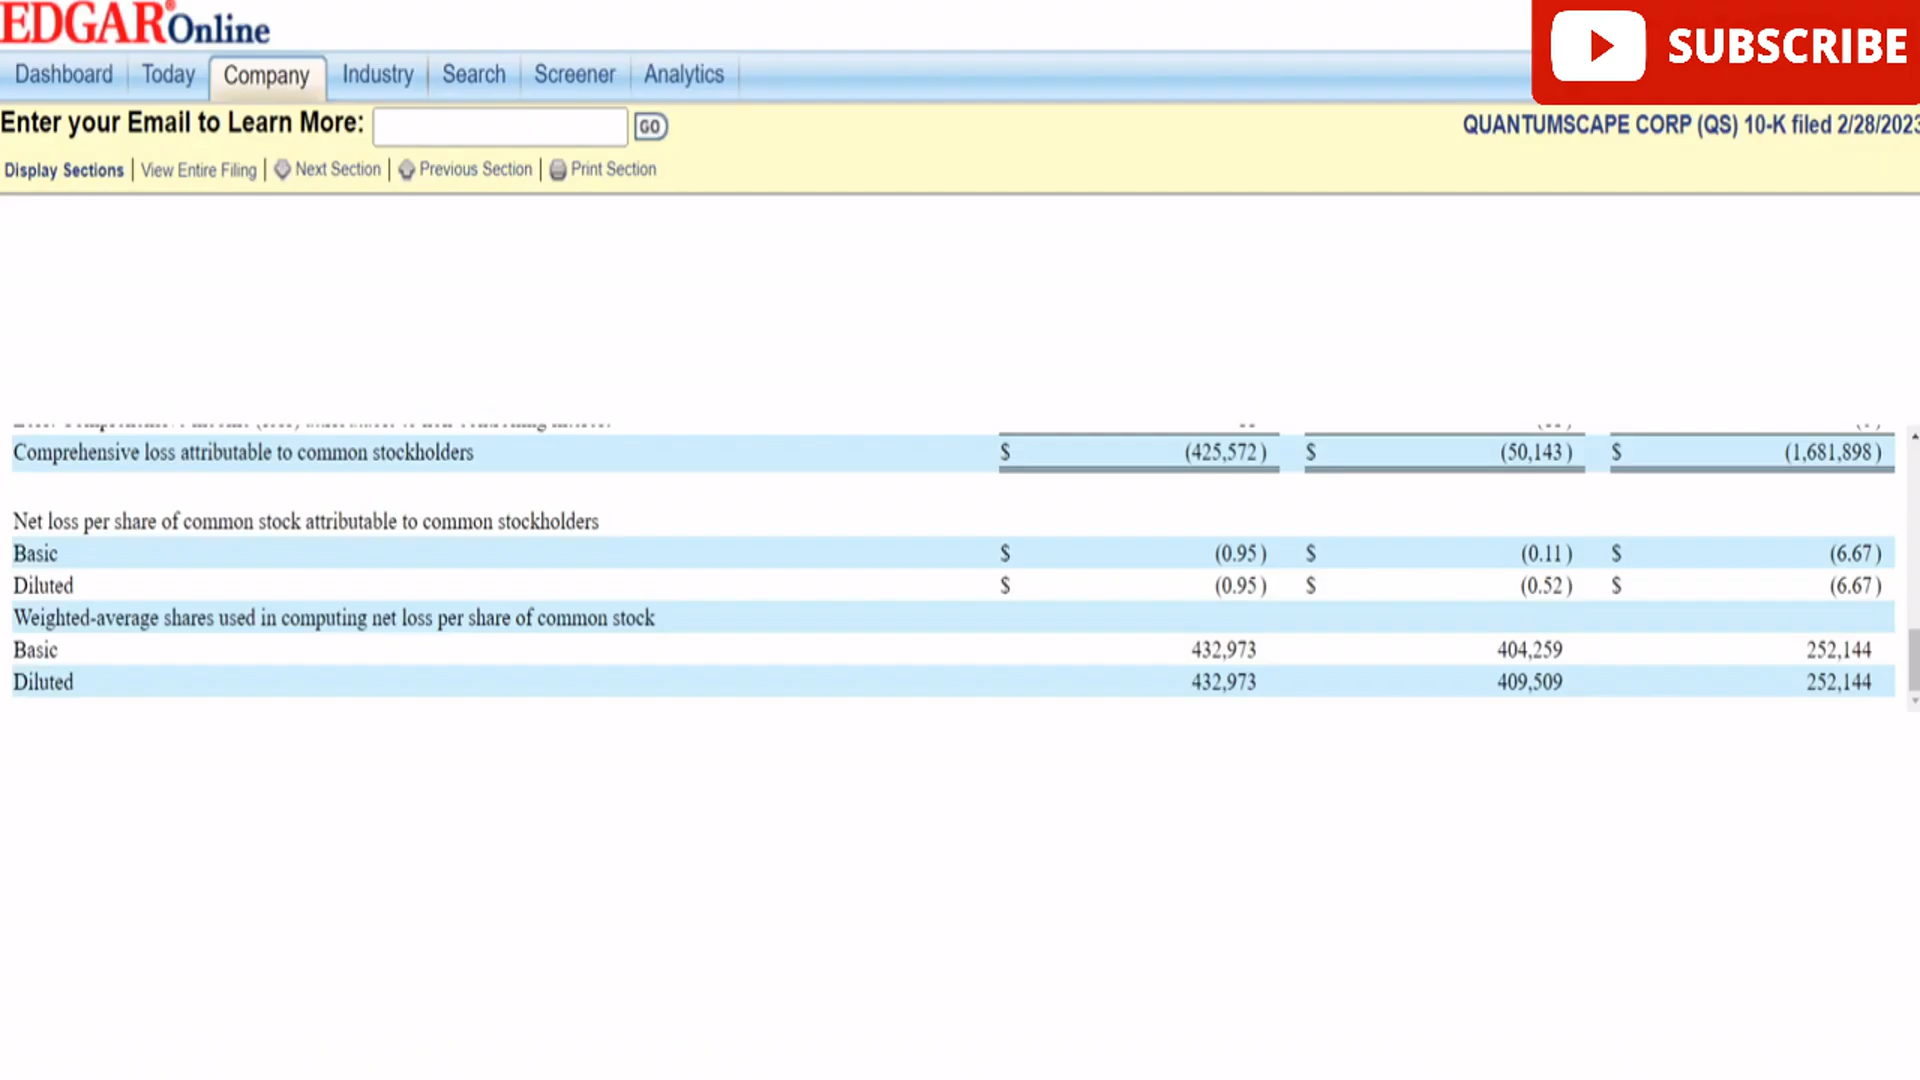 EDGAR®Online
SUBSCRIBE
Dashboard Today Company Industry Search Screener Analytics
Enter your Email to Learn More: GO
QUANTUMSCAPE CORP (QS) 10-K filed 2/28/2023
Display Sections | View Entire Filing | Next Section | Previous Section | Print Section
Comprehensive loss attributable to common stockholders $ (425,572) $ (50,143) $ (1,681,898)
Net loss per share of common stock attributable to common stockholders
Basic $ (0.95) $ (0.11) $ (6.67)
Diluted $ (0.95) $ (0.52) $ (6.67)
Weighted-average shares used in computing net loss per share of common stock
Basic 432,973 404,259 252,144
Diluted 432,973 409,509 252,144